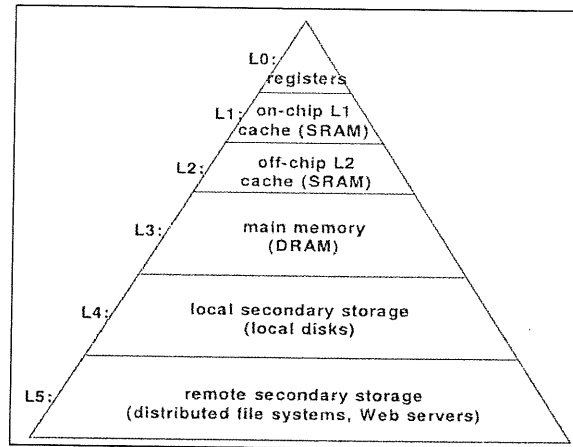 L0:
registers
L1:
on-chip L1
cache (SRAM)
L2:
off-chip L2
cache (SRAM)
L3:
main memory
(DRAM)
L4:
local secondary storage
(local disks)
L5:
remote secondary storage
(distributed file systems, Web servers)